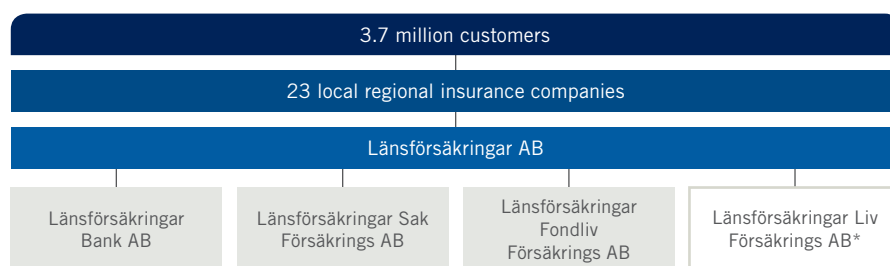 3.7 million customers
23 local regional insurance companies
Länsförsäkringar AB
Länsförsäkringar
Bank AB
Länsförsäkringar Sak
Försäkrings AB
Länsförsäkringar
Fondliv
Försäkrings AB
Länsförsäkringar Liv
Försäkrings AB*